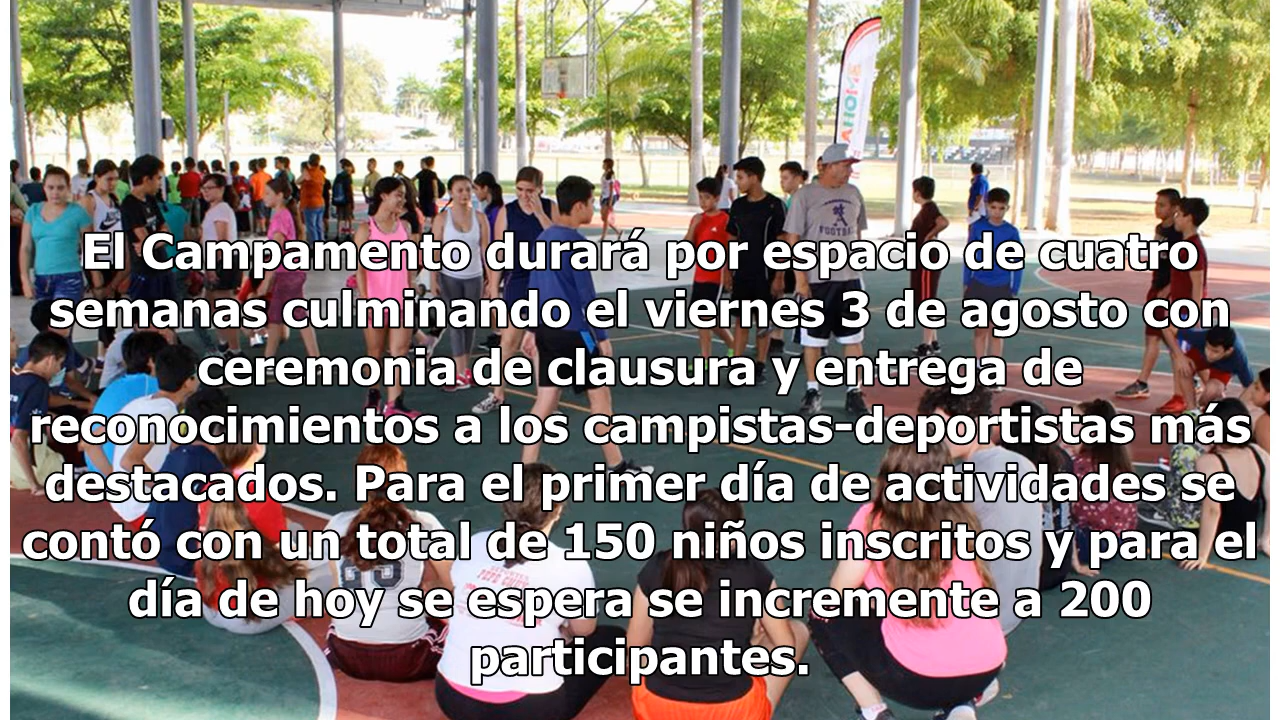 El Campamento durará por espacio de cuatro
semanas culminando el viernes 3 de agosto con
ceremonia de clausura y entrega de
reconocimientos a los campistas-deportistas más
destacados. Para el primer día de actividades se
contó con un total de 150 niños inscritos y para el
día de hoy se espera se incremente a 200
participantes.
FOOTBALL